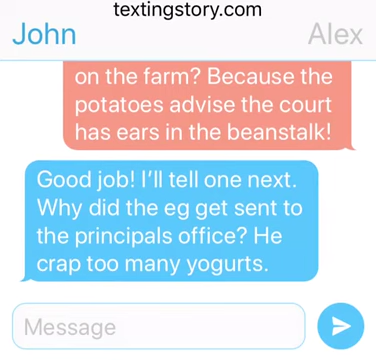 textingstory.com
John
Alex
on the farm? Because the
potatoes advise the court
has ears in the beanstalk!
Good job! I'll tell one next.
Why did the eg get sent to
the principals office? He
crap too many yogurts.
Message